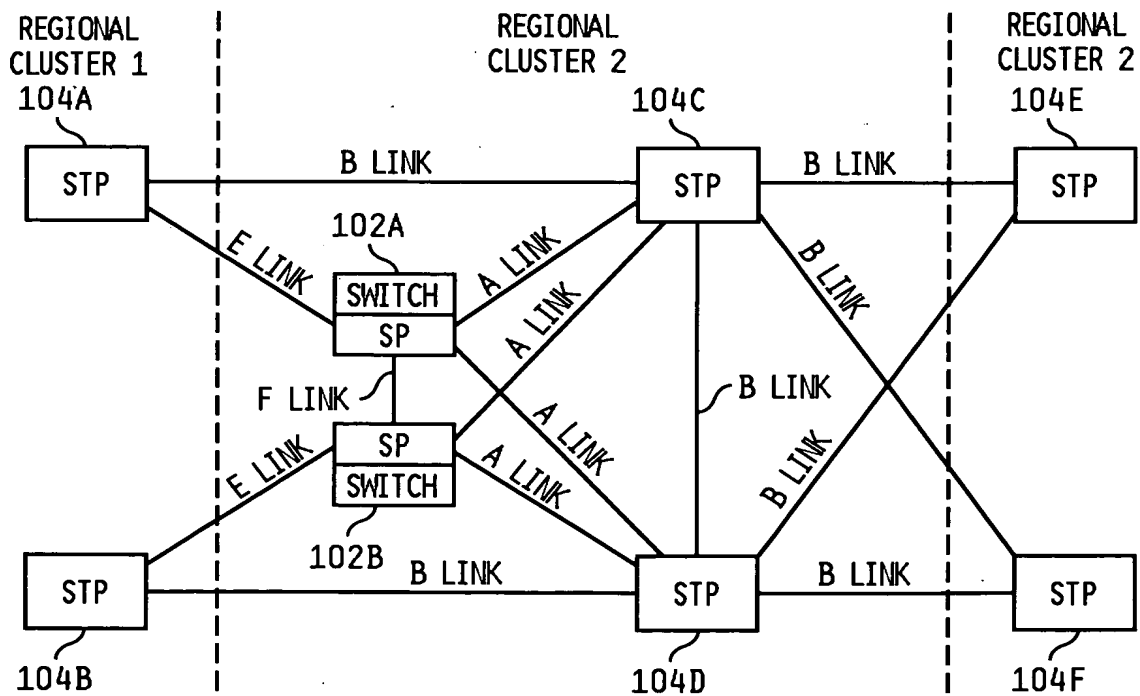 REGIONAL
CLUSTER 1
REGIONAL
CLUSTER 2
REGIONAL
CLUSTER 2
104A
104C
104E
STP
B LINK
STP
B LINK
STP
E LINK
102A
SWITCH
SP
A LINK
A LINK
B LINK
F LINK
B LINK
E LINK
SP
SWITCH
102B
A LINK
A LINK
B LINK
STP
B LINK
STP
B LINK
STP
104B
104D
104F